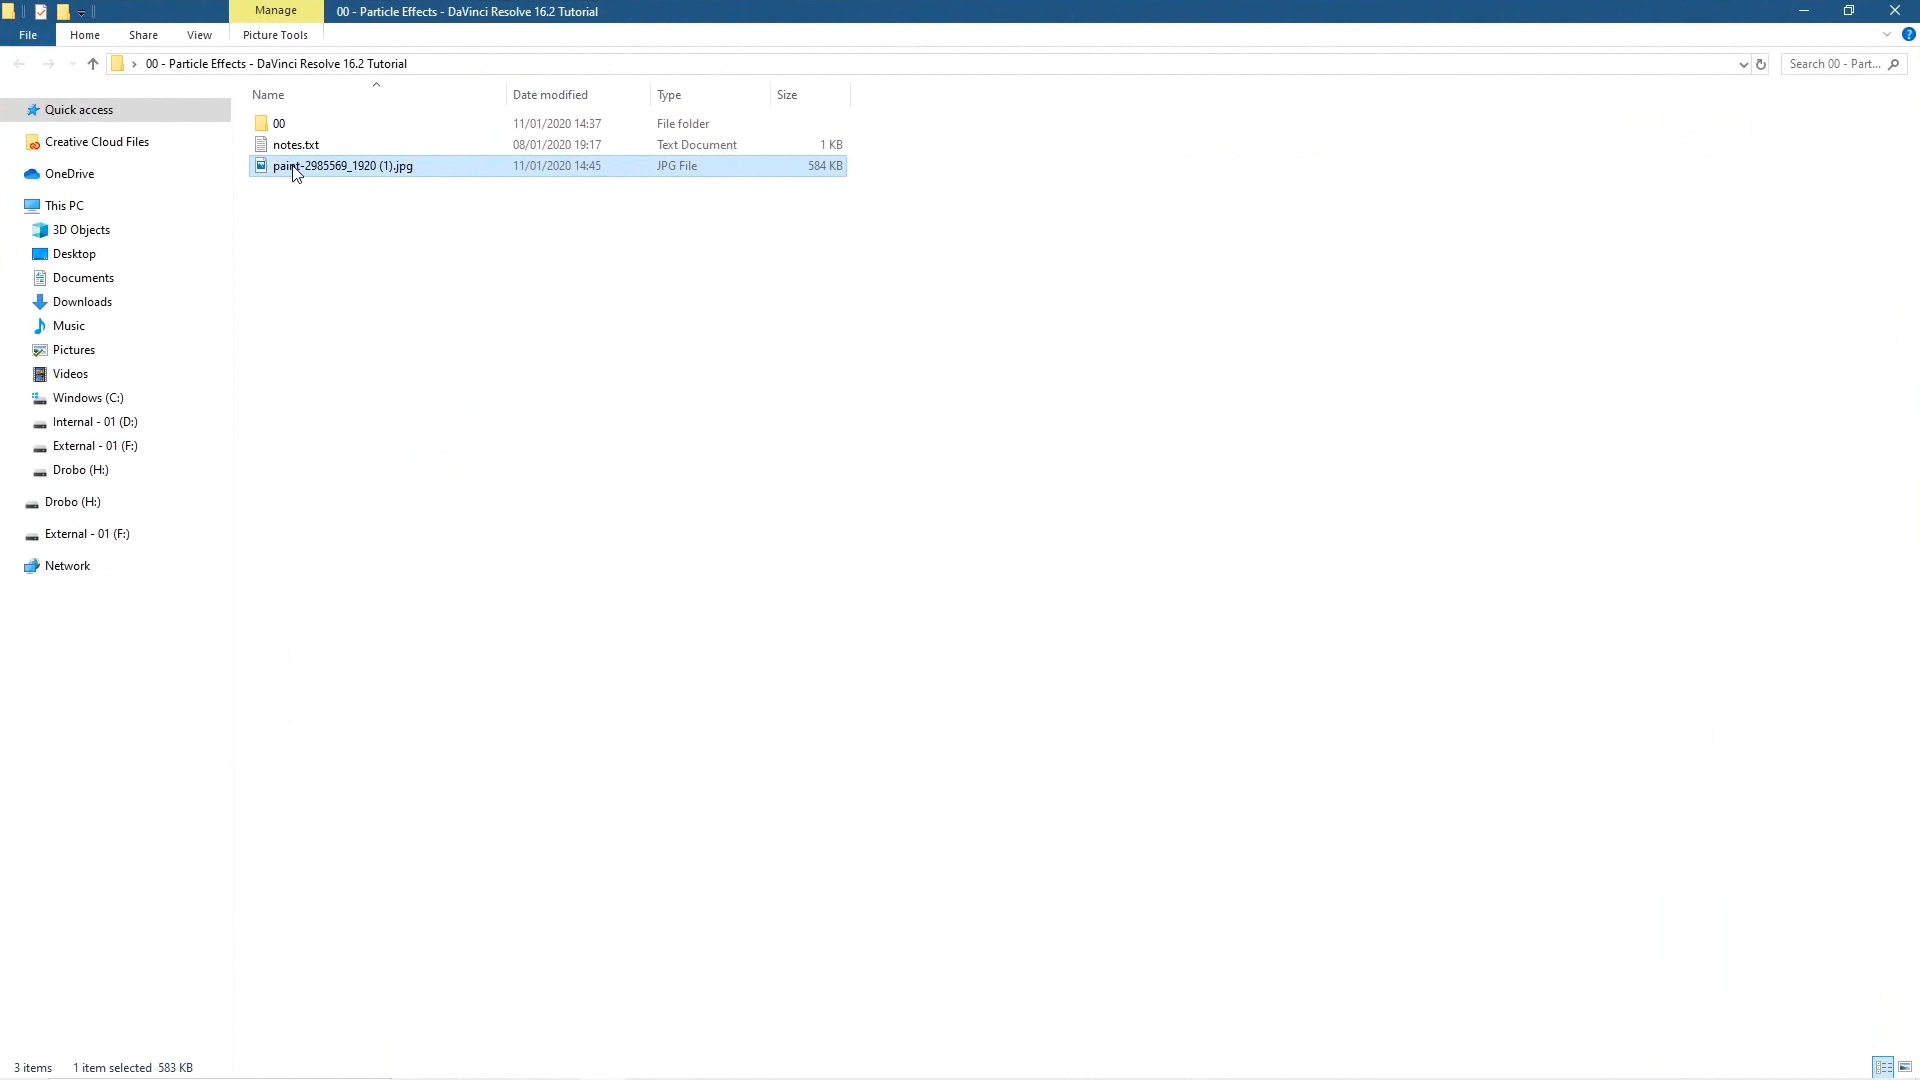 Manage
00 - Particle Effects - DaVinci Resolve 16.2 Tutorial
File Home Share View Picture Tools
00 - Particle Effects - DaVinci Resolve 16.2 Tutorial
Search 00 - Part...
Name Date modified Type Size
Quick access
Creative Cloud Files
OneDrive
This PC
3D Objects
Desktop
Documents
Downloads
Music
Pictures
Videos
Windows (C:)
Internal - 01 (D:)
External - 01 (F:)
Drobo (H:)
Drobo (H:)
External - 01 (F:)
Network
00 11/01/2020 14:37 File folder
notes.txt 08/01/2020 19:17 Text Document 1 KB
paint-2985569_1920 (1).jpg 11/01/2020 14:45 JPG File 584 KB
3 items 1 item selected 583 KB